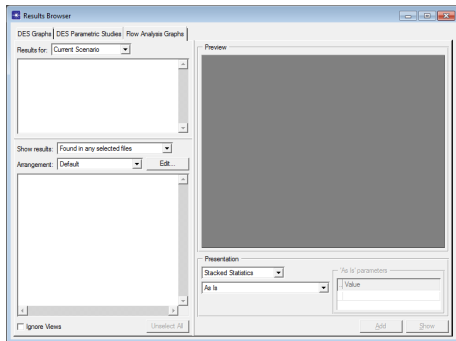 Results Browser
DES Graphs DES Parametric Studies Flow Analysis Graphs
Results for: Current Scenario
Show results: Found in any selected files
Arrangement: Default Edit...
Ignore Views Unselect All
Preview
Presentation
Stacked Statistics
As Is
'As Is' parameters
Value
Add Show